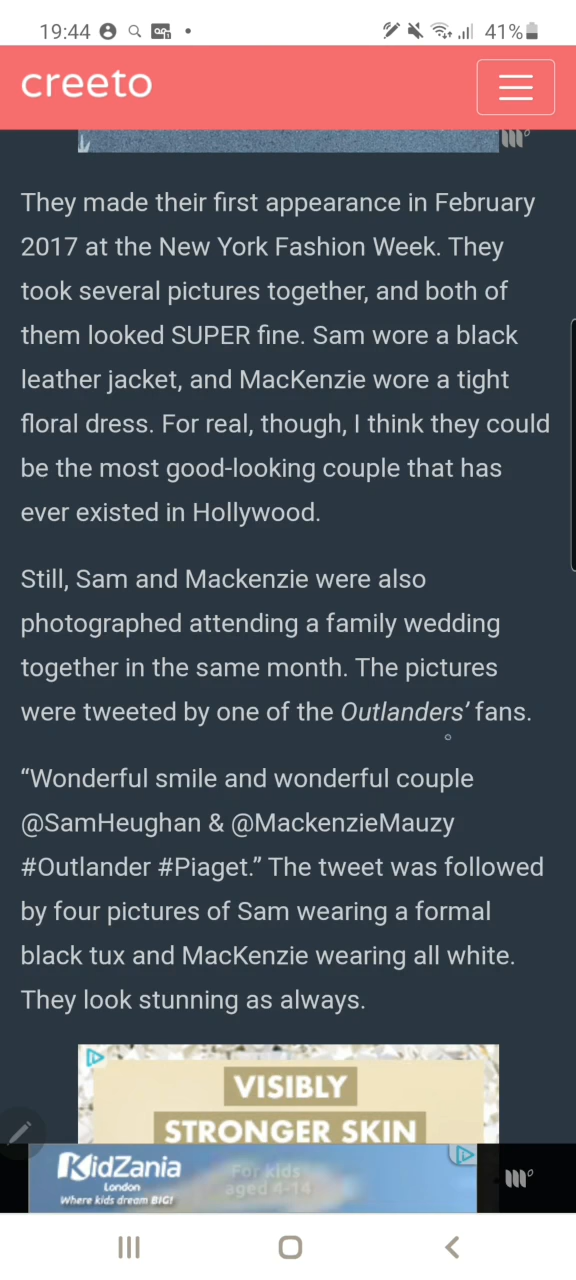 19:44
41%
creeto
They made their first appearance in February
2017 at the New York Fashion Week. They
took several pictures together, and both of
them looked SUPER fine. Sam wore a black
leather jacket, and MacKenzie wore a tight
floral dress. For real, though, I think they could
be the most good-looking couple that has
ever existed in Hollywood.
Still, Sam and Mackenzie were also
photographed attending a family wedding
together in the same month. The pictures
were tweeted by one of the Outlanders’ fans.
“Wonderful smile and wonderful couple
@SamHeughan & @MackenzieMauzy
#Outlander #Piaget.” The tweet was followed
by four pictures of Sam wearing a formal
black tux and MacKenzie wearing all white.
They look stunning as always.
VISIBLY
STRONGER SKIN
KidZania
London
Where kids dream BIG!
For kids
aged 4-14